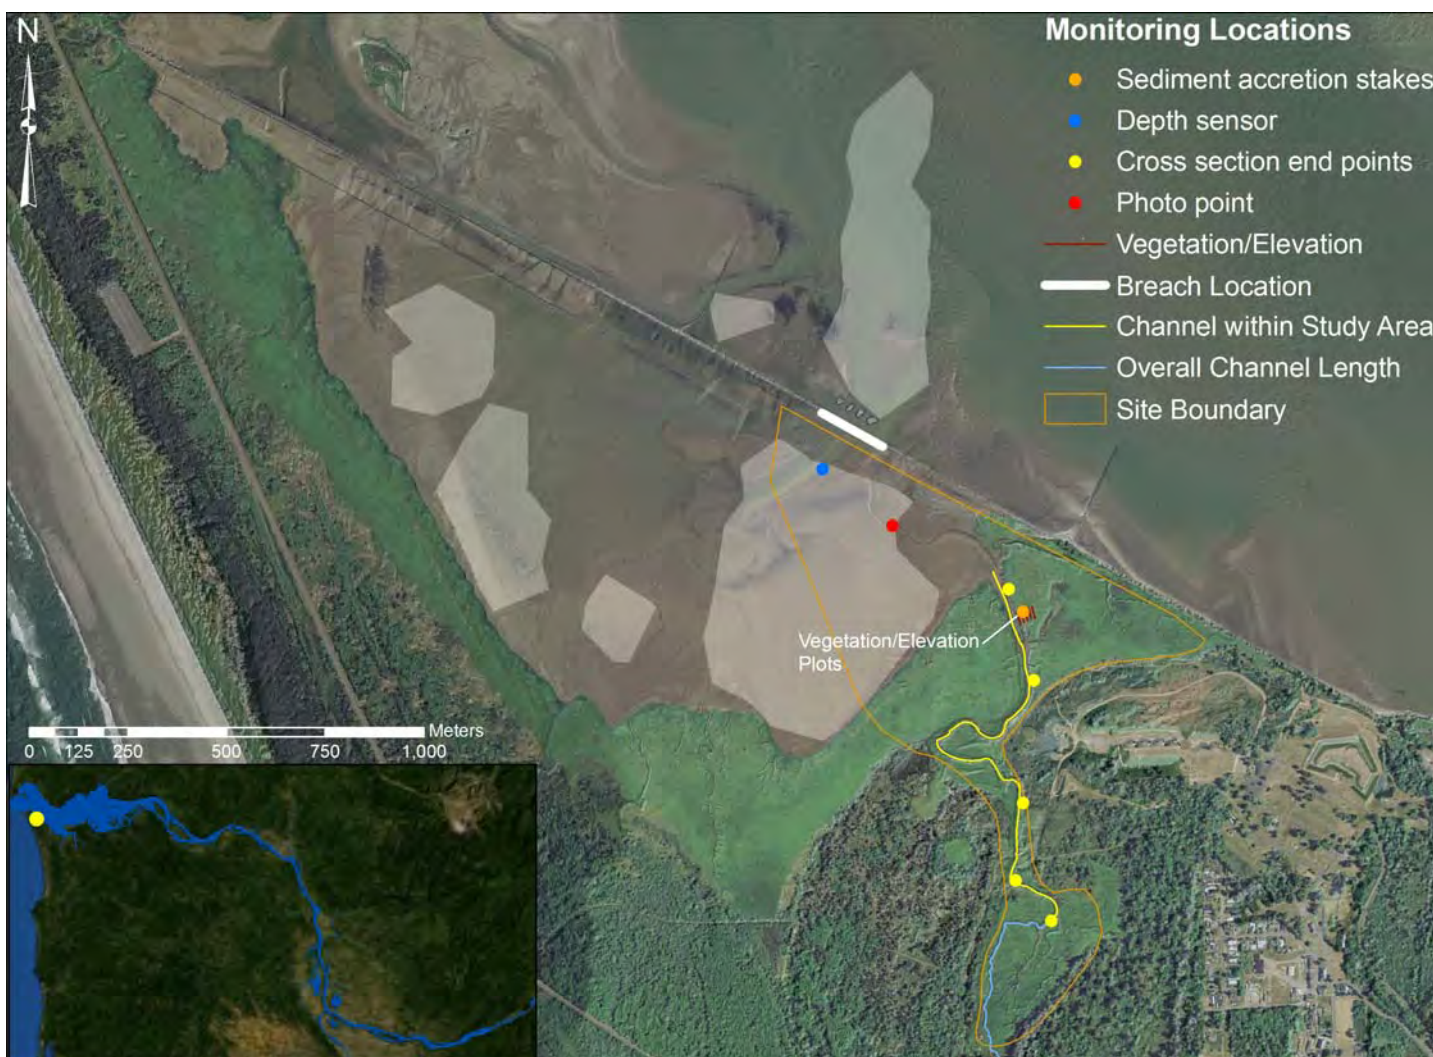 N
Monitoring Locations
Sediment accretion stakes
Depth sensor
Cross section end points
Photo point
Vegetation/Elevation
Breach Location
Channel within Study Area
Overall Channel Length
Site Boundary
Vegetation/Elevation
Plots
Meters
0 125 250 500 750 1,000